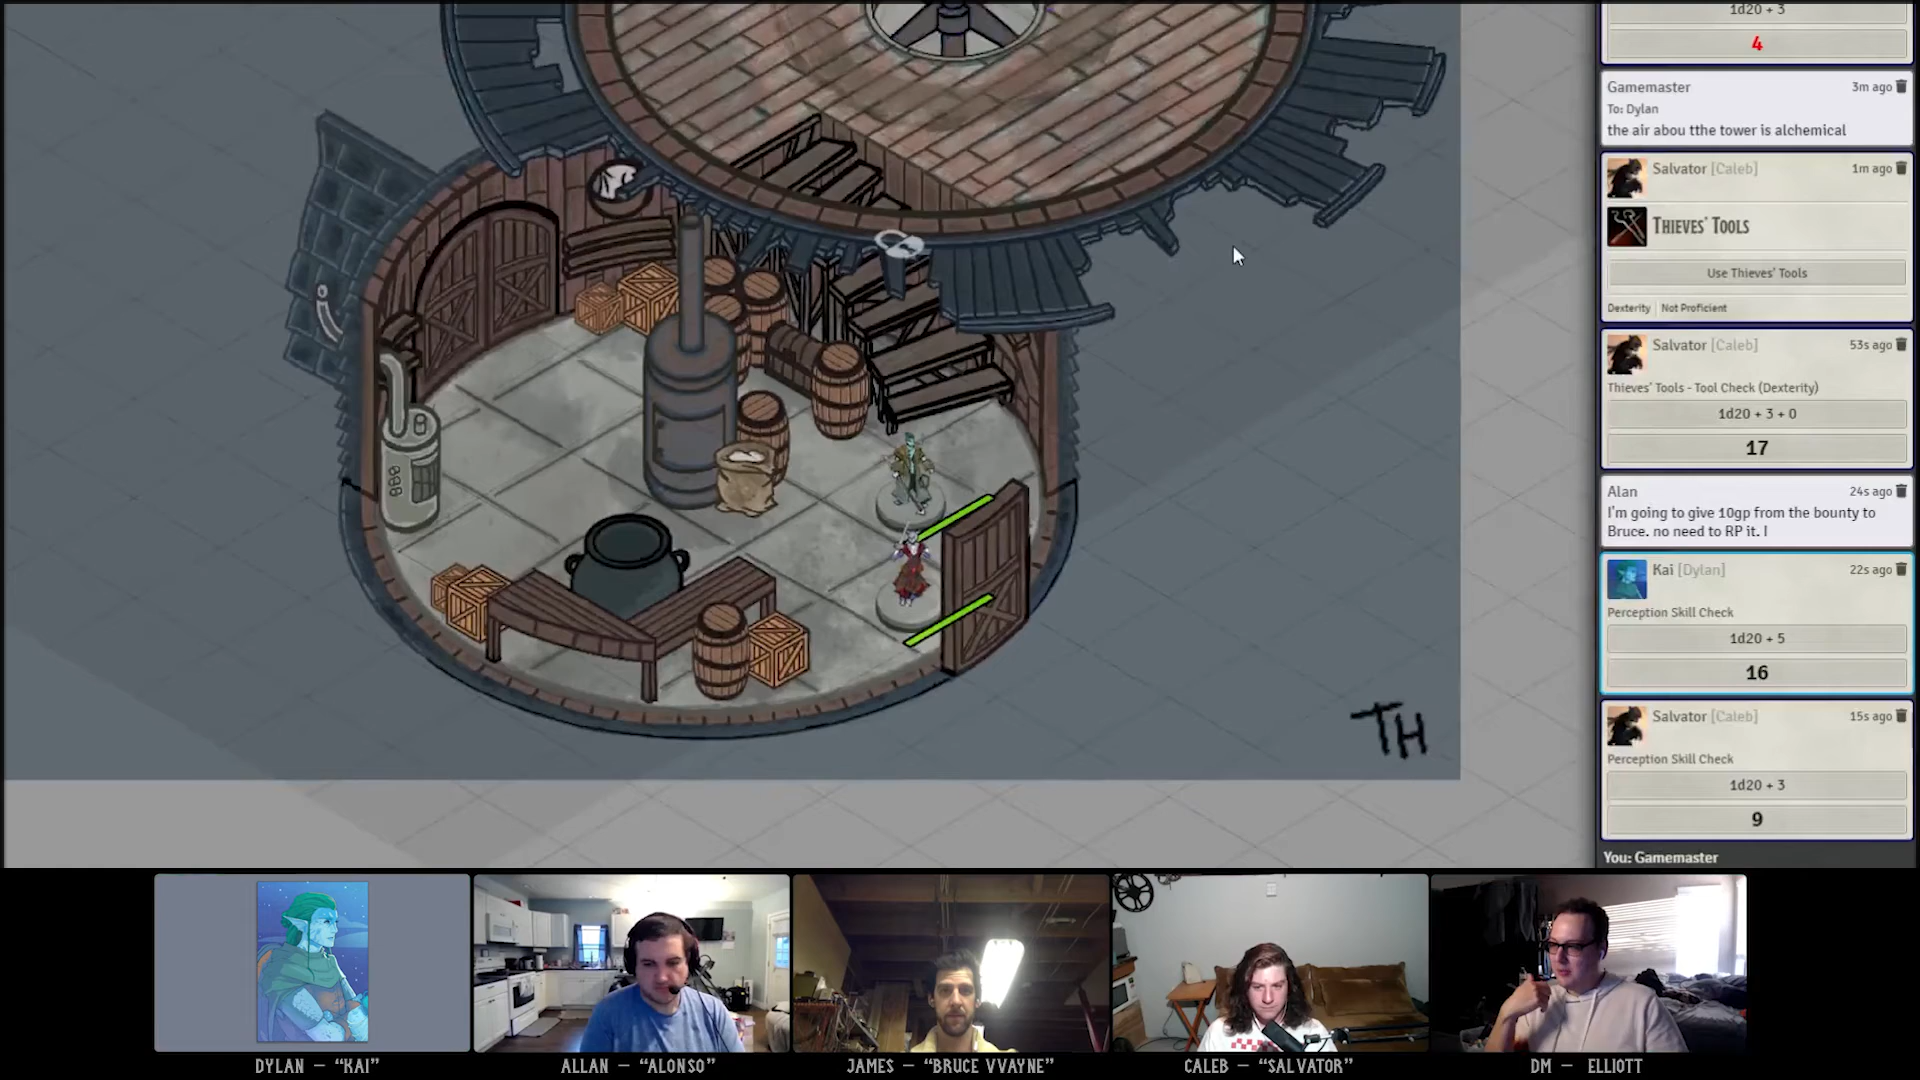 1d20 + 3
4
Gamemaster 3m ago
To: Dylan
the air abou tthe tower is alchemical
Salvator [Caleb] 1m ago
Thieves' Tools
Use Thieves' Tools
Dexterity Not Proficient
Salvator [Caleb] 53s ago
Thieves' Tools - Tool Check (Dexterity)
1d20 + 3 + 0
17
Alan 24s ago
I'm going to give 10gp from the bounty to
Bruce. no need to RP it. I
Kai [Dylan] 22s ago
Perception Skill Check
1d20 + 5
16
Salvator [Caleb] 15s ago
Perception Skill Check
1d20 + 3
9
You: Gamemaster
TH
DYLAN – "KAI"
ALLAN – "ALONSO"
JAMES – "BRUCE VVAYNE"
CALEB – "SALVATOR"
DM – ELLIOTT